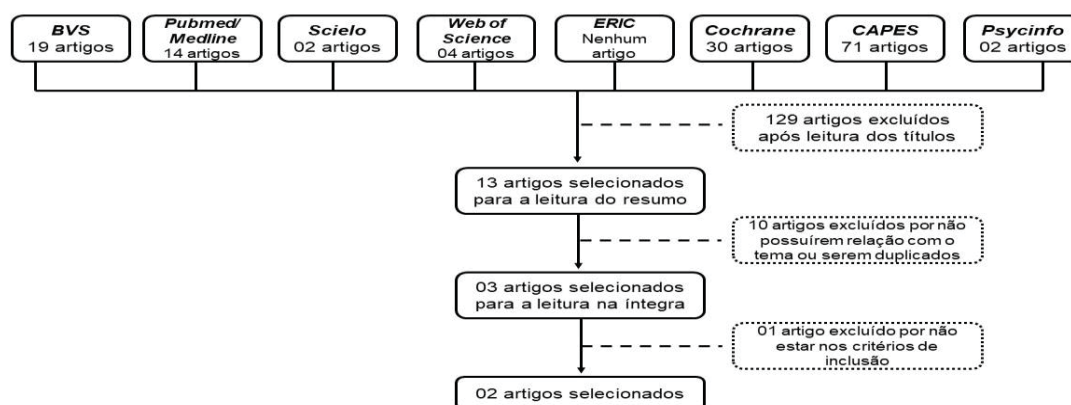 BVS
19 artigos
Pubmed/
Medline
14 artigos
Scielo
02 artigos
Web of
Science
04 artigos
ERIC
Nenhum
artigo
Cochrane
30 artigos
CAPES
71 artigos
Psycinfo
02 artigos
129 artigos excluídos
após leitura dos títulos
13 artigos selecionados
para a leitura do resumo
10 artigos excluídos por não
possuírem relação com o
tema ou serem duplicados
03 artigos selecionados
para a leitura na íntegra
01 artigo excluído por não
estar nos critérios de
inclusão
02 artigos selecionados